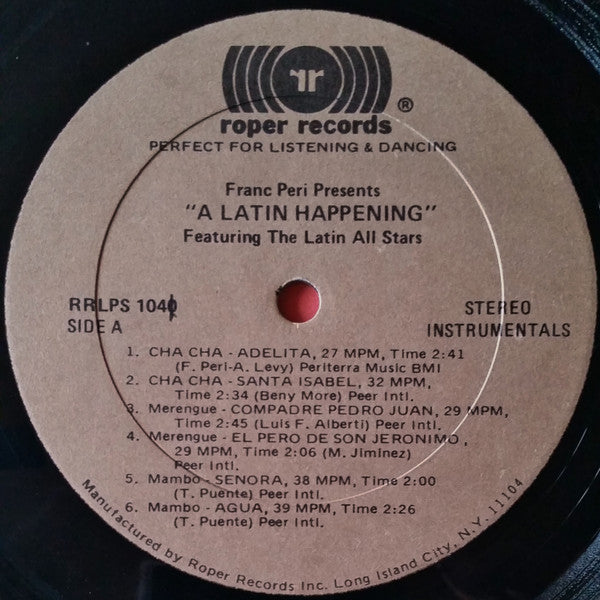 rr
roper records ®
PERFECT FOR LISTENING & DANCING
Franc Peri Presents
"A LATIN HAPPENING"
Featuring The Latin All Stars
RRLPS 104
SIDE A
STEREO
INSTRUMENTALS
1. CHA CHA - ADELITA, 27 MPM, Time 2:41
(F. Peri-A. Levy) Periterra Music BMI
2. CHA CHA - SANTA ISABEL, 32 MPM,
Time 2:34 (Beny More) Peer Intl.
3. Merengue - COMPADRE PEDRO JUAN, 29 MPM,
Time 2:45 (Luis F. Alberti) Peer Intl.
4. Merengue - EL PERO DE SON JERONIMO,
29 MPM, Time 2:06 (M. Jiminez)
Peer Intl.
5. Mambo - SENORA, 38 MPM, Time 2:00
(T. Puente) Peer Intl.
6. Mambo - AGUA, 39 MPM, Time 2:26
(T. Puente) Peer Intl.
Manufactured by Roper Records Inc. Long Island City, N.Y. 11104